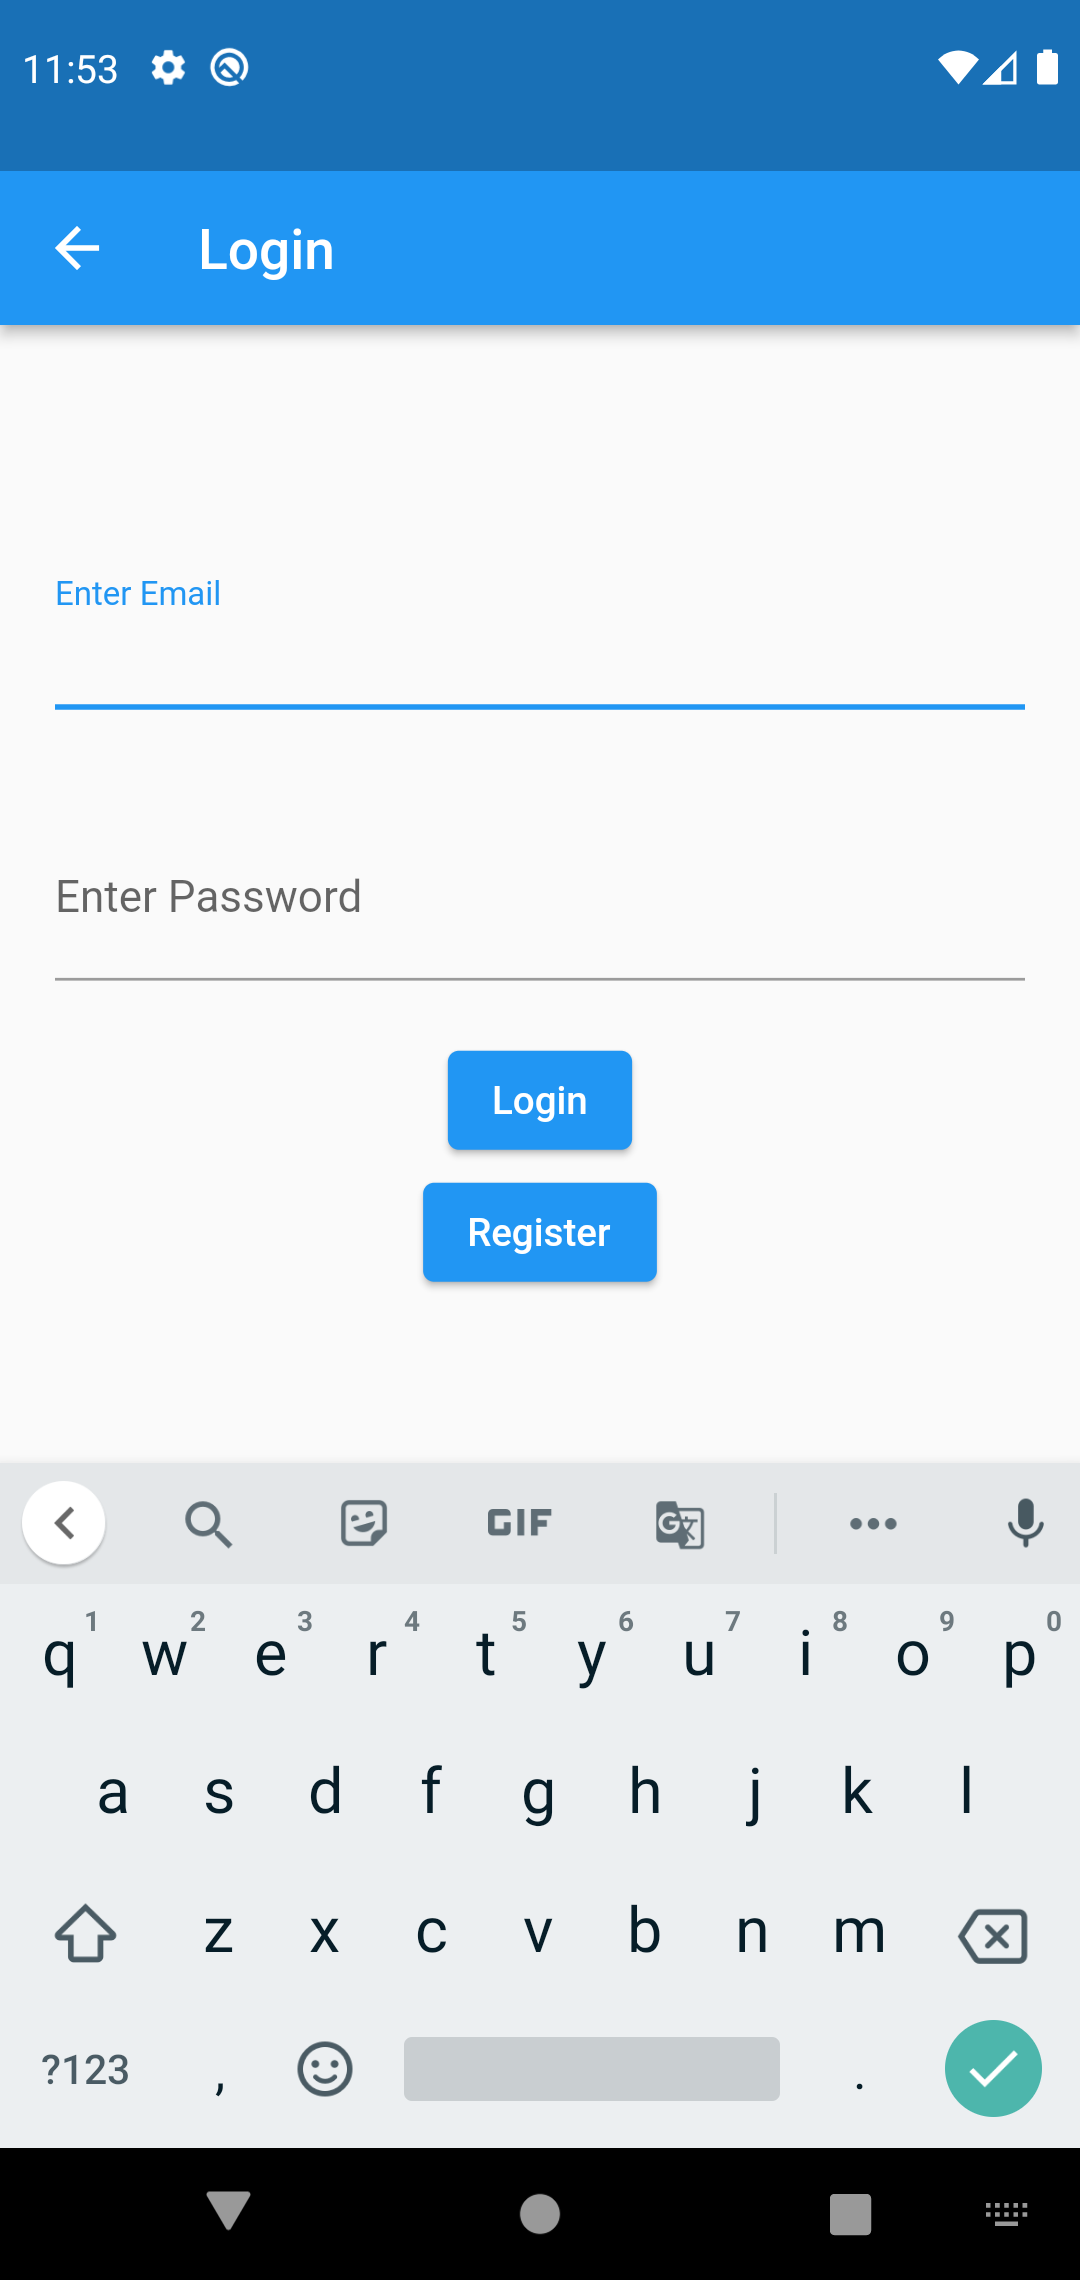 11:53
Login
Enter Email
Enter Password
Login
Register
GIF
G 文
1 2 3 4 5 6 7 8 9 0
q w e r t y u i o p
a s d f g h j k l
z x c v b n m
?123 , .